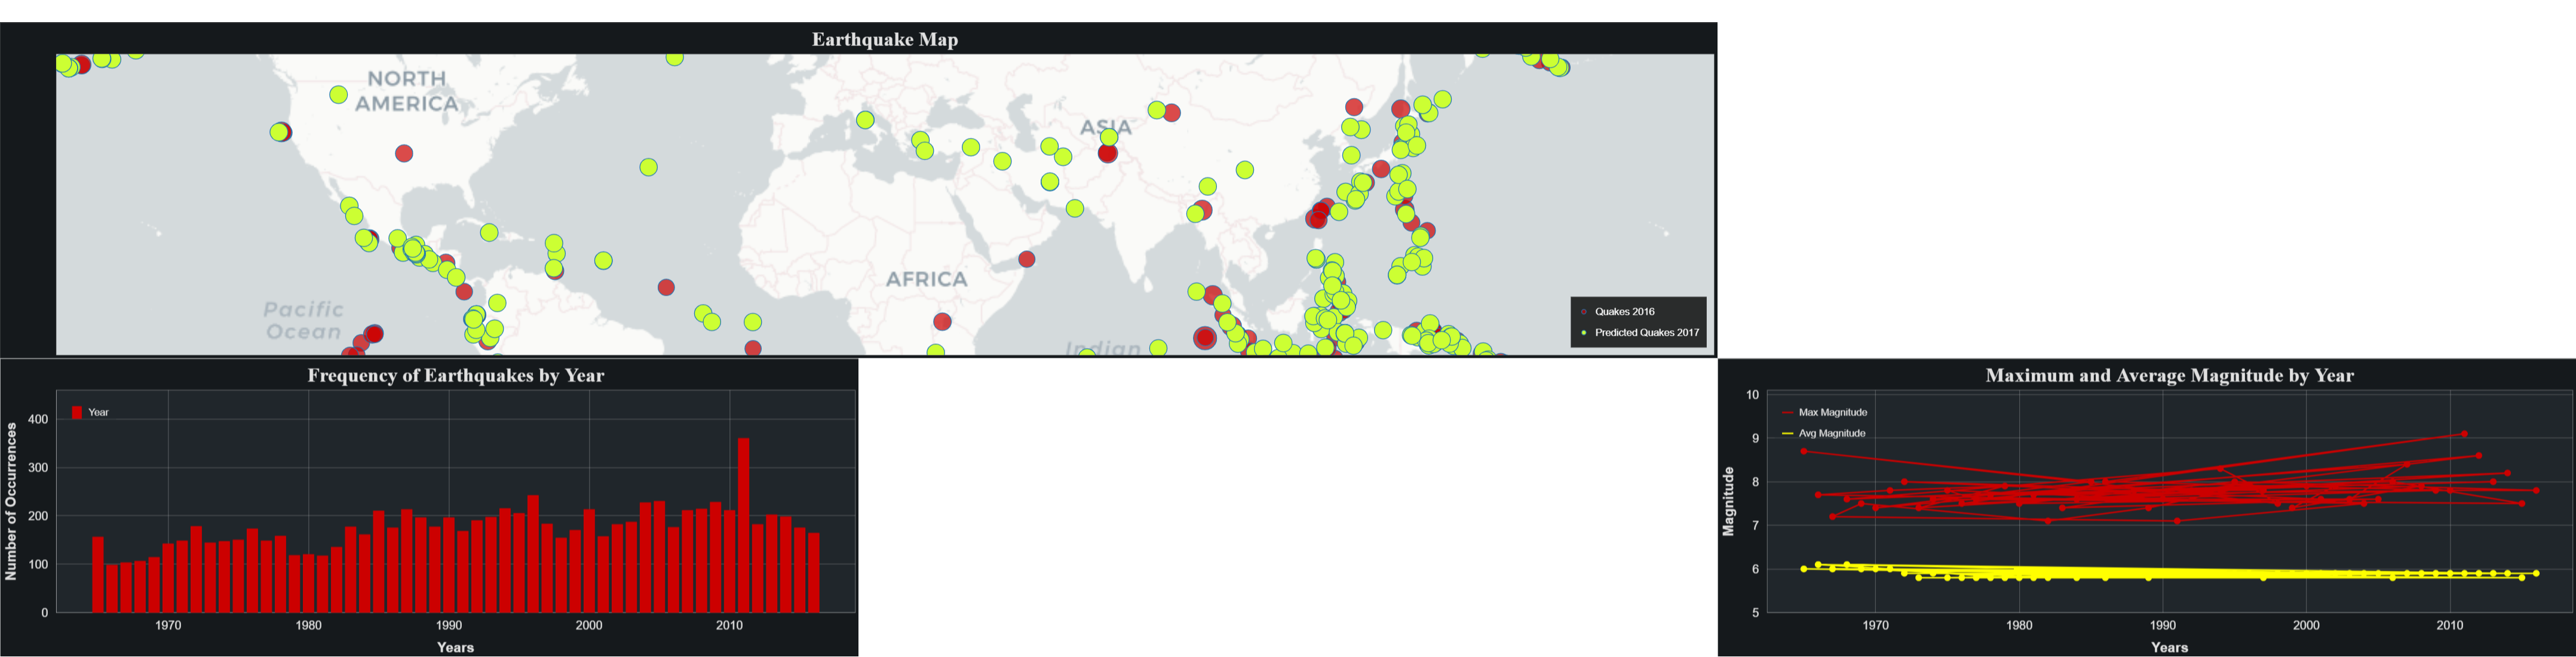 Earthquake Map
NORTH
AMERICA
ASIA
AFRICA
Pacific
Ocean
Indian
Quakes 2016
Predicted Quakes 2017
Frequency of Earthquakes by Year
Year
Number of Occurrences
400
300
200
100
0
1970
1980
1990
2000
2010
Years
Maximum and Average Magnitude by Year
Max Magnitude
Avg Magnitude
Magnitude
10
9
8
7
6
5
1970
1980
1990
2000
2010
Years